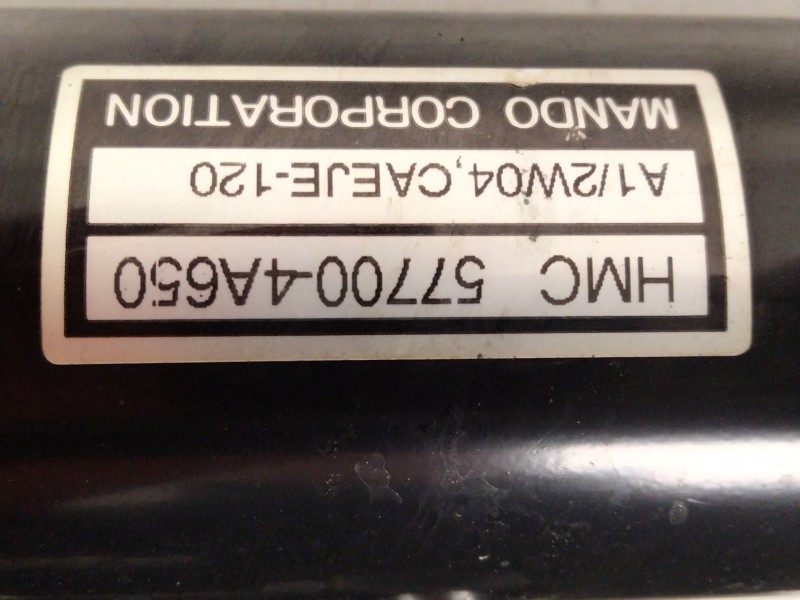 HMC 57700-4A650
A1/2W04,CAEJE-120
MANDO CORPORATION